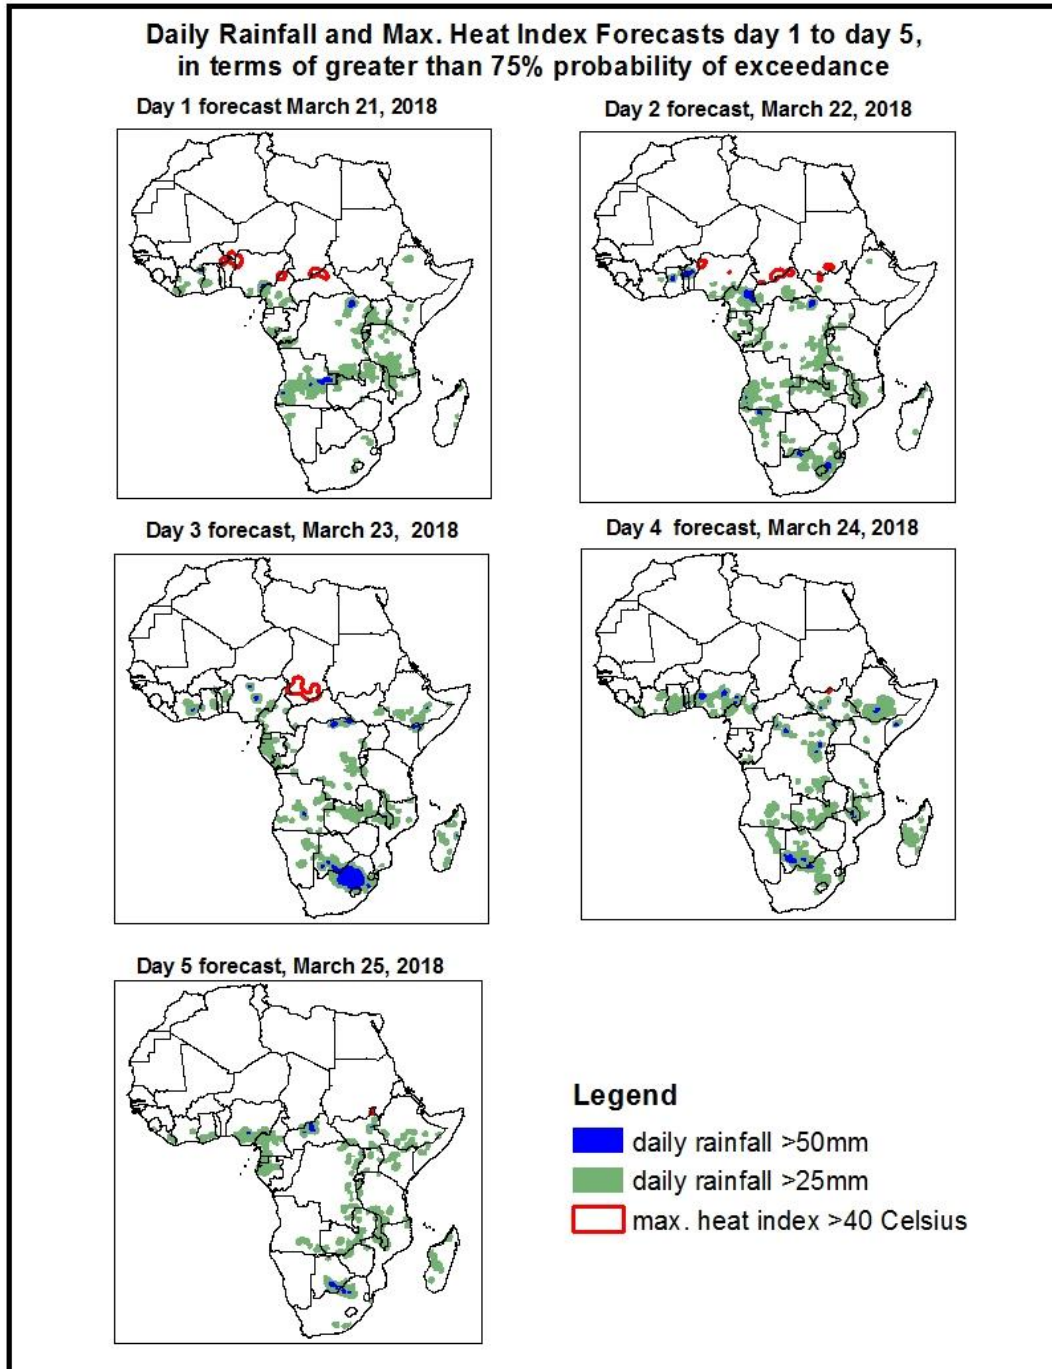 Daily Rainfall and Max. Heat Index Forecasts day 1 to day 5,
in terms of greater than 75% probability of exceedance
Day 1 forecast March 21, 2018
Day 2 forecast, March 22, 2018
Day 3 forecast, March 23, 2018
Day 4 forecast, March 24, 2018
Day 5 forecast, March 25, 2018
Legend
daily rainfall >50mm
daily rainfall >25mm
max. heat index >40 Celsius